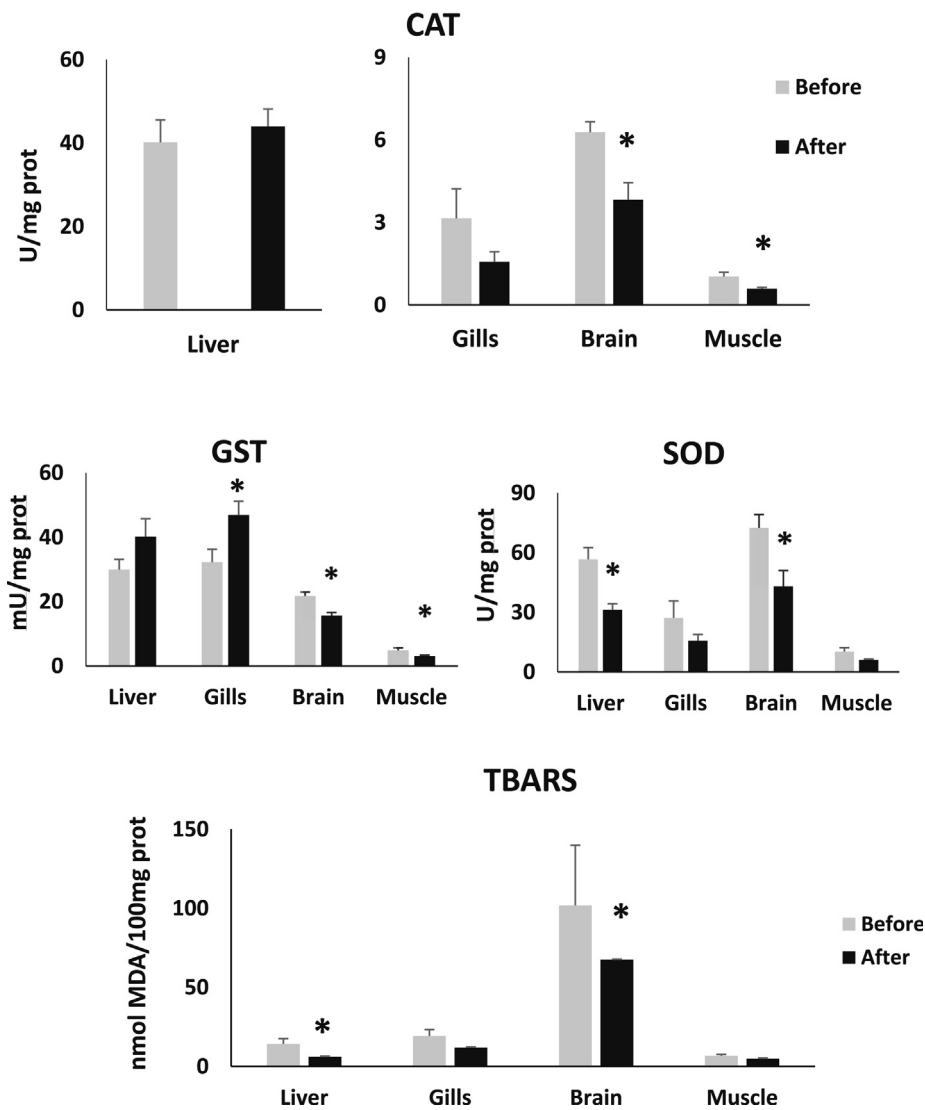 CAT
60
40
20
0
U/mg prot
Liver
9
6
3
0
*
*
Gills Brain Muscle
Before
After
GST
60
40
20
0
mU/mg prot
*
*
*
Liver Gills Brain Muscle
SOD
90
60
30
0
U/mg prot
*
*
Liver Gills Brain Muscle
TBARS
150
100
50
0
nmol MDA/100mg prot
*
*
Liver Gills Brain Muscle
Before
After